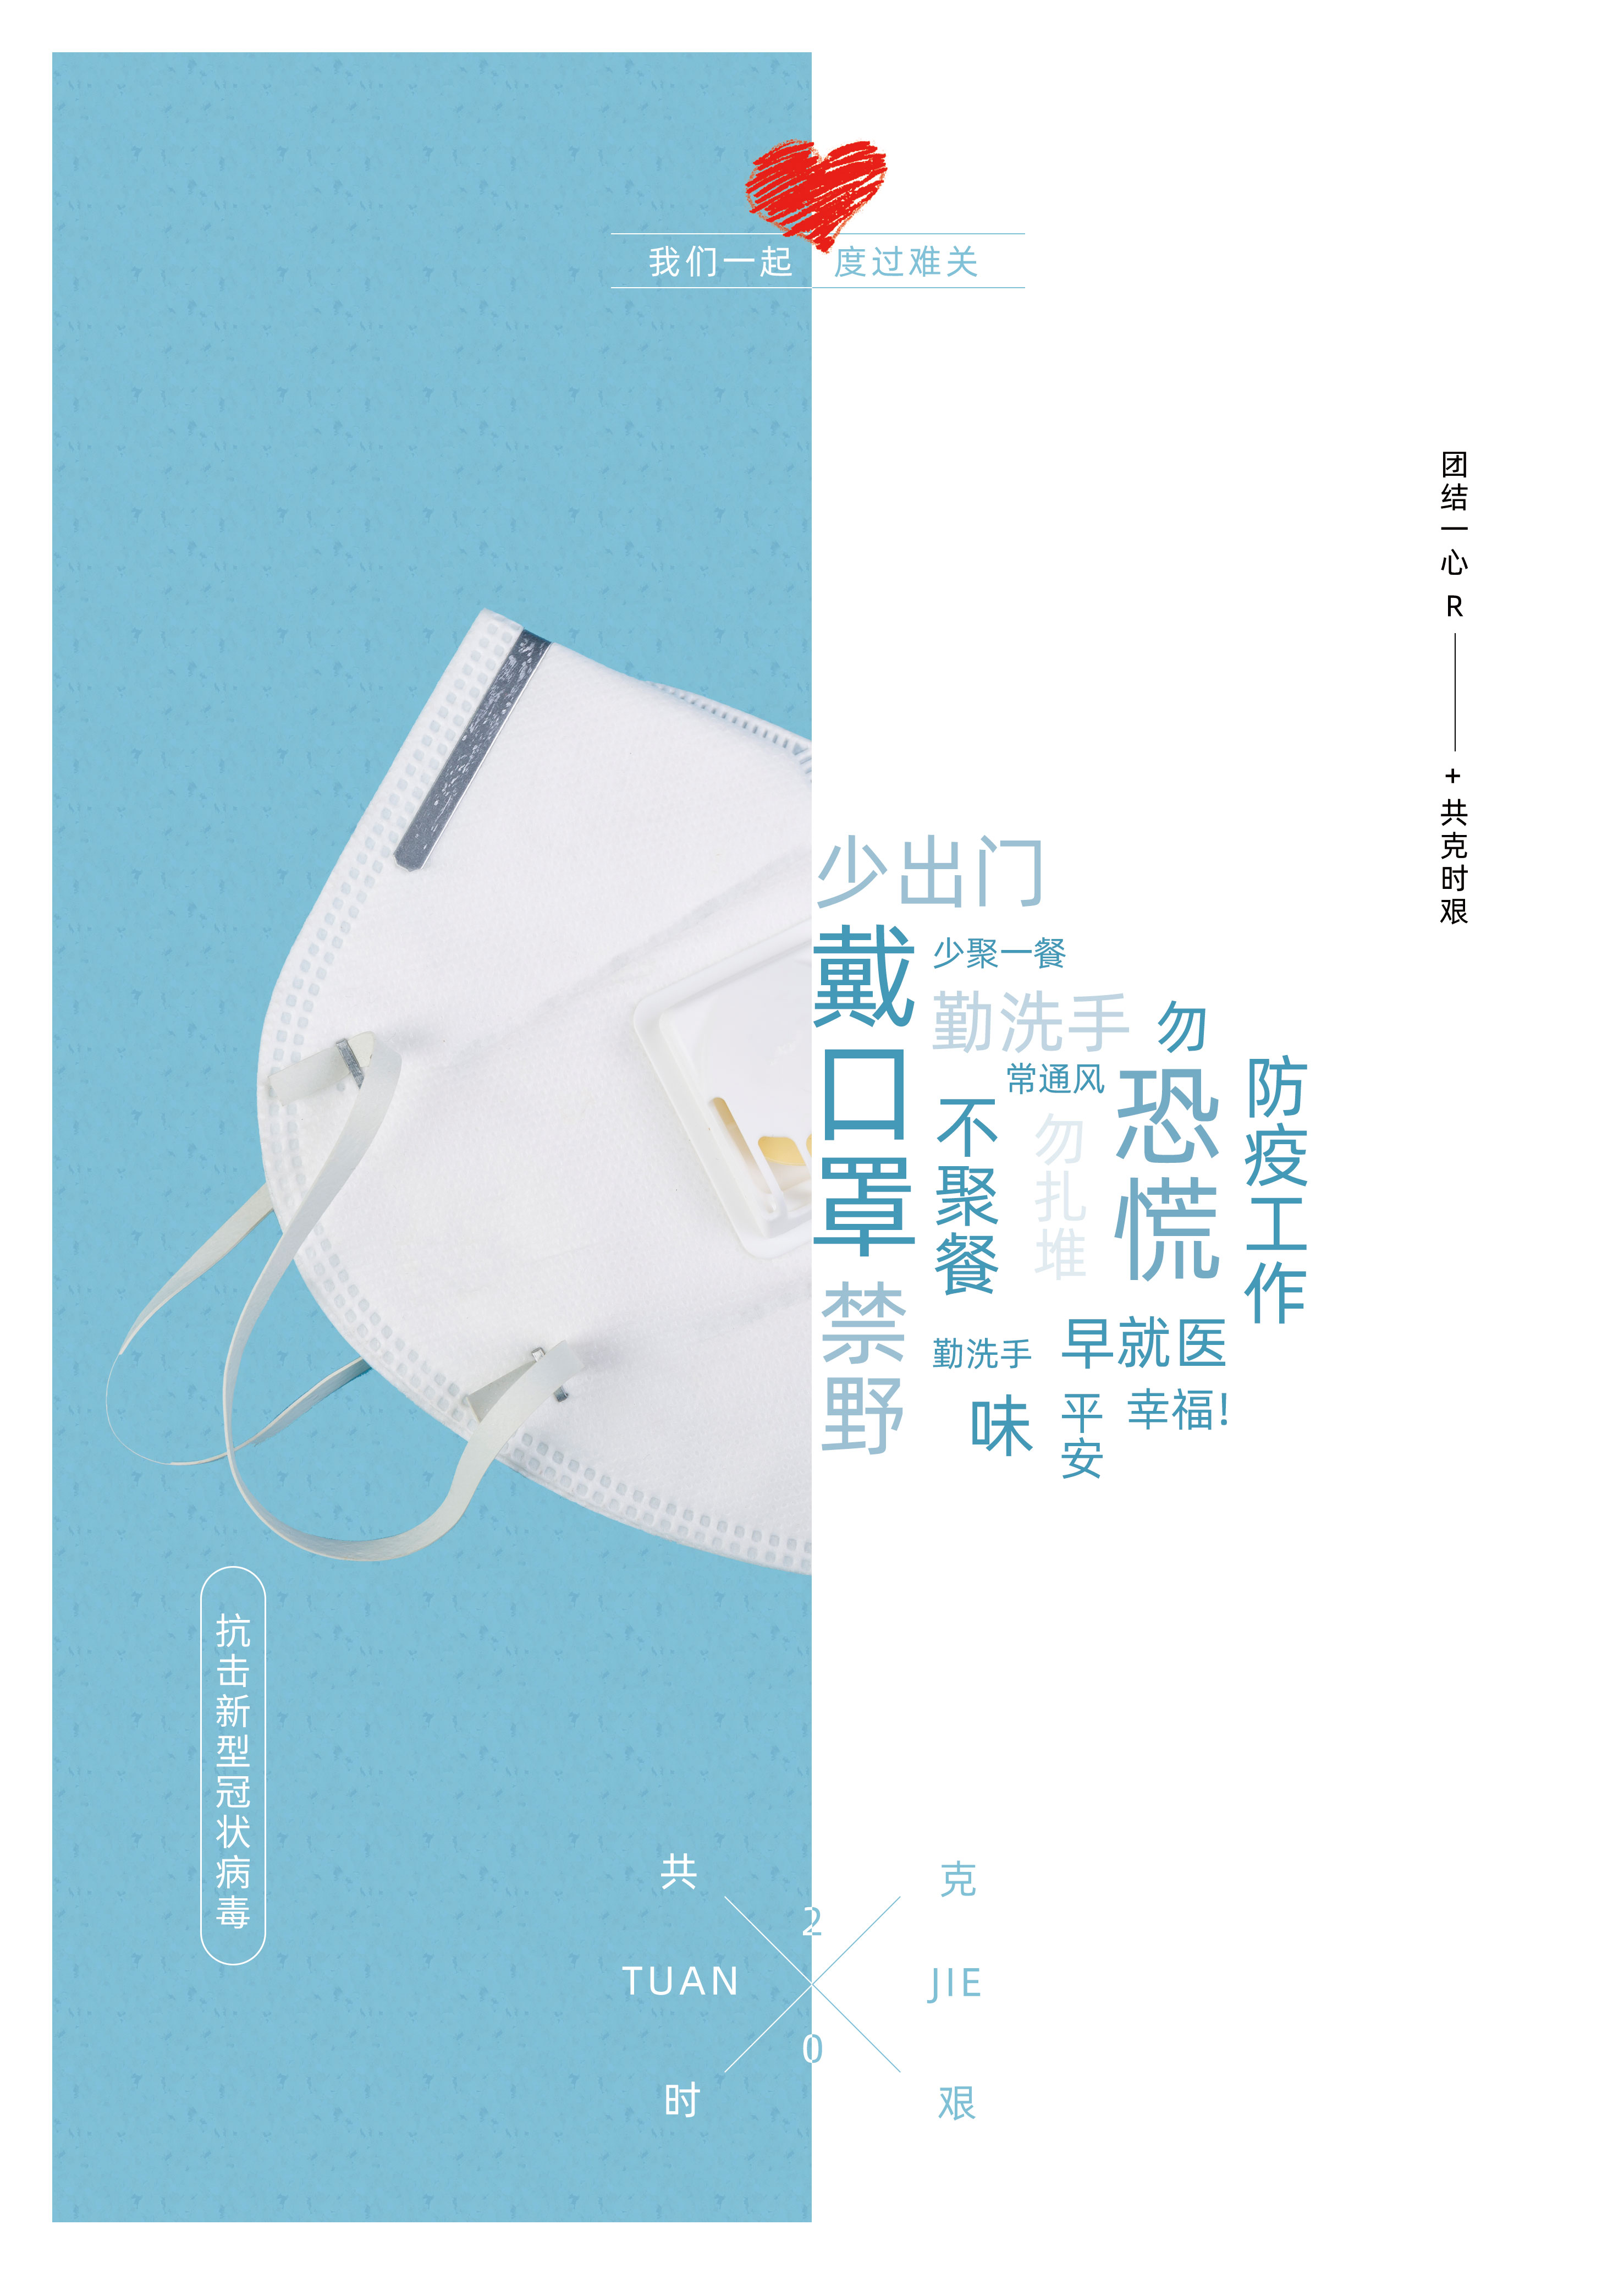 我们一起 度过难关
团结一心 R
+ 共克时艰
少出门
戴口罩
少聚一餐
勤洗手
勿恐慌
常通风
不聚餐
勿扎堆
防疫工作
禁野味
勤洗手
早就医
平安
幸福!
抗击新型冠状病毒
共 克
2
TUAN JIE
0
时 艰